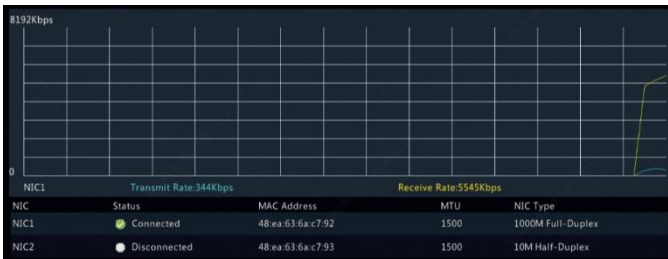 8192Kbps
0
NIC1 Transmit Rate:344Kbps Receive Rate:5545Kbps
NIC Status MAC Address MTU NIC Type
NIC1 Connected 48:ea:63:6a:c7:92 1500 1000M Full-Duplex
NIC2 Disconnected 48:ea:63:6a:c7:93 1500 10M Half-Duplex